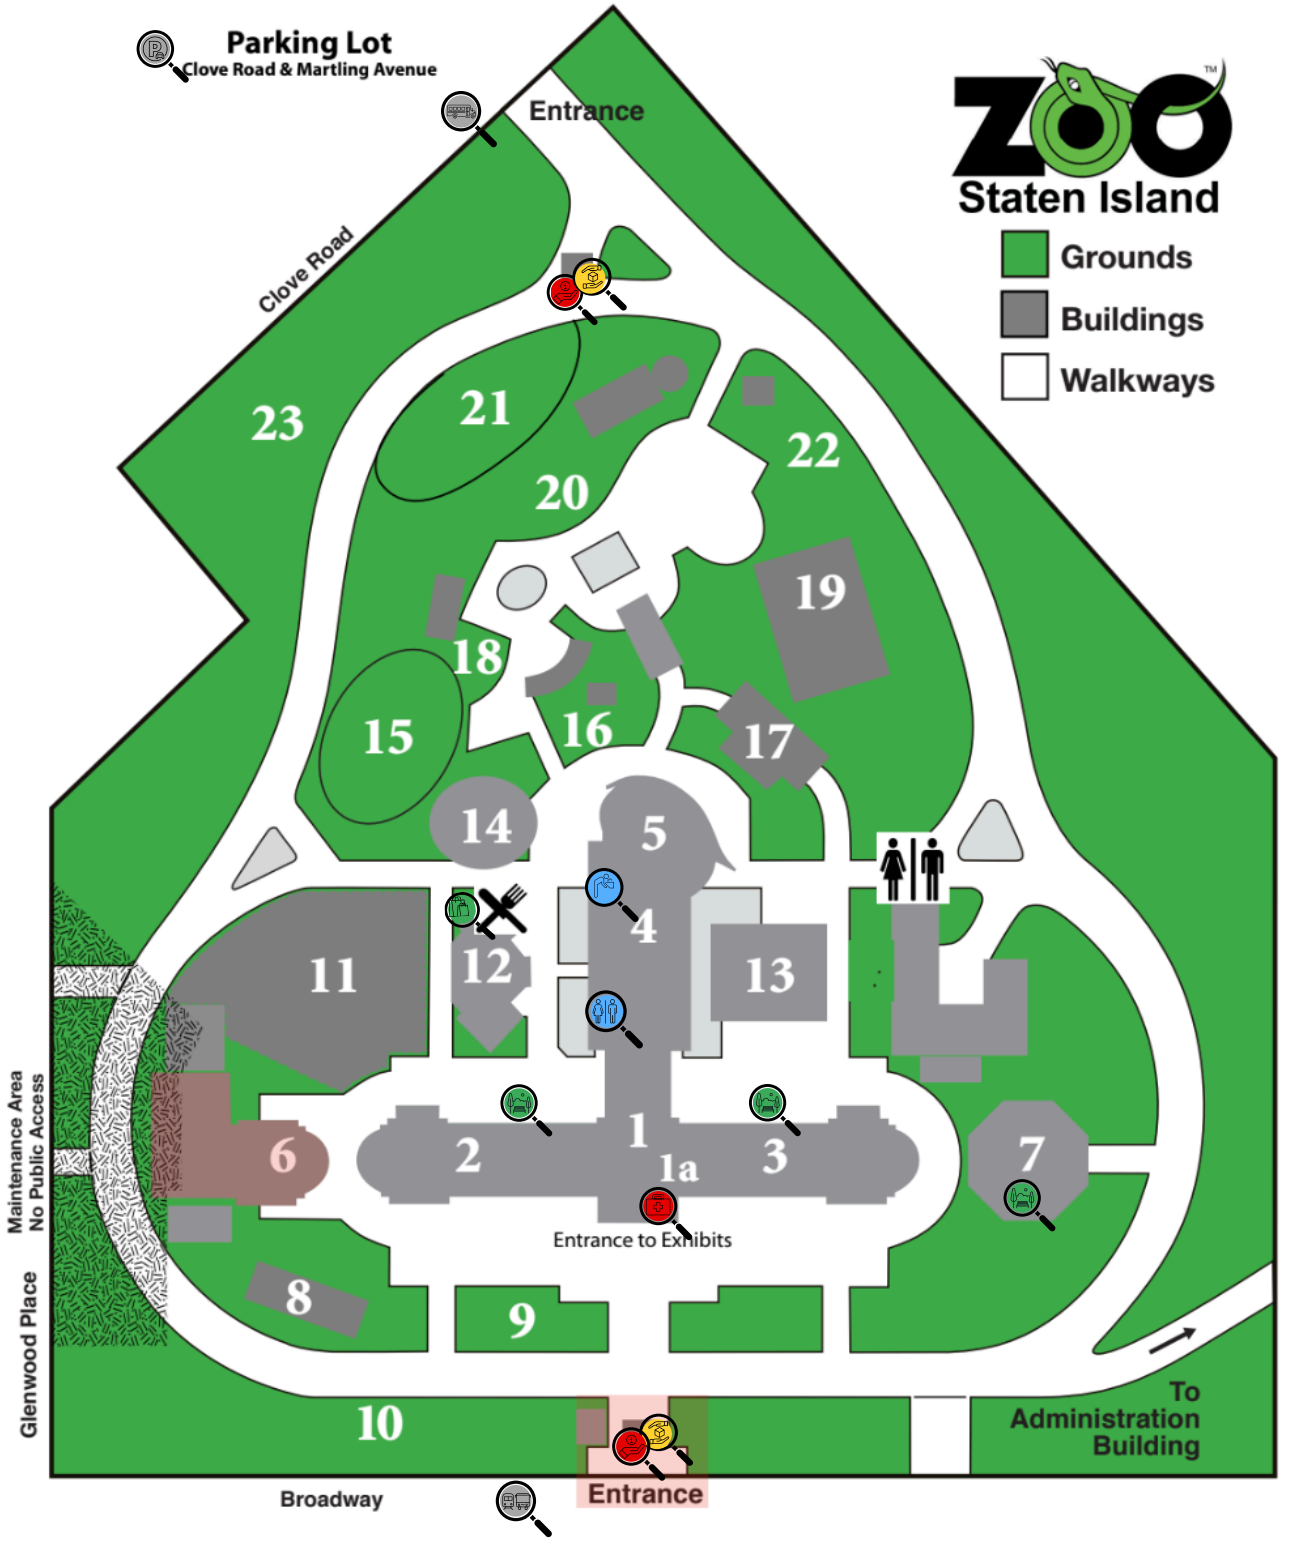 Parking Lot
Clove Road & Martling Avenue
P
Entrance
ZOO
TM
Staten Island
Grounds
Buildings
Walkways
Clove Road
23
21
20
22
19
18
15
16
17
14
5
4
11
12
13
1
2
1a
3
6
7
Entrance to Exhibits
8
9
10
Maintenance Area
No Public Access
Glenwood Place
To
Administration
Building
Broadway
Entrance